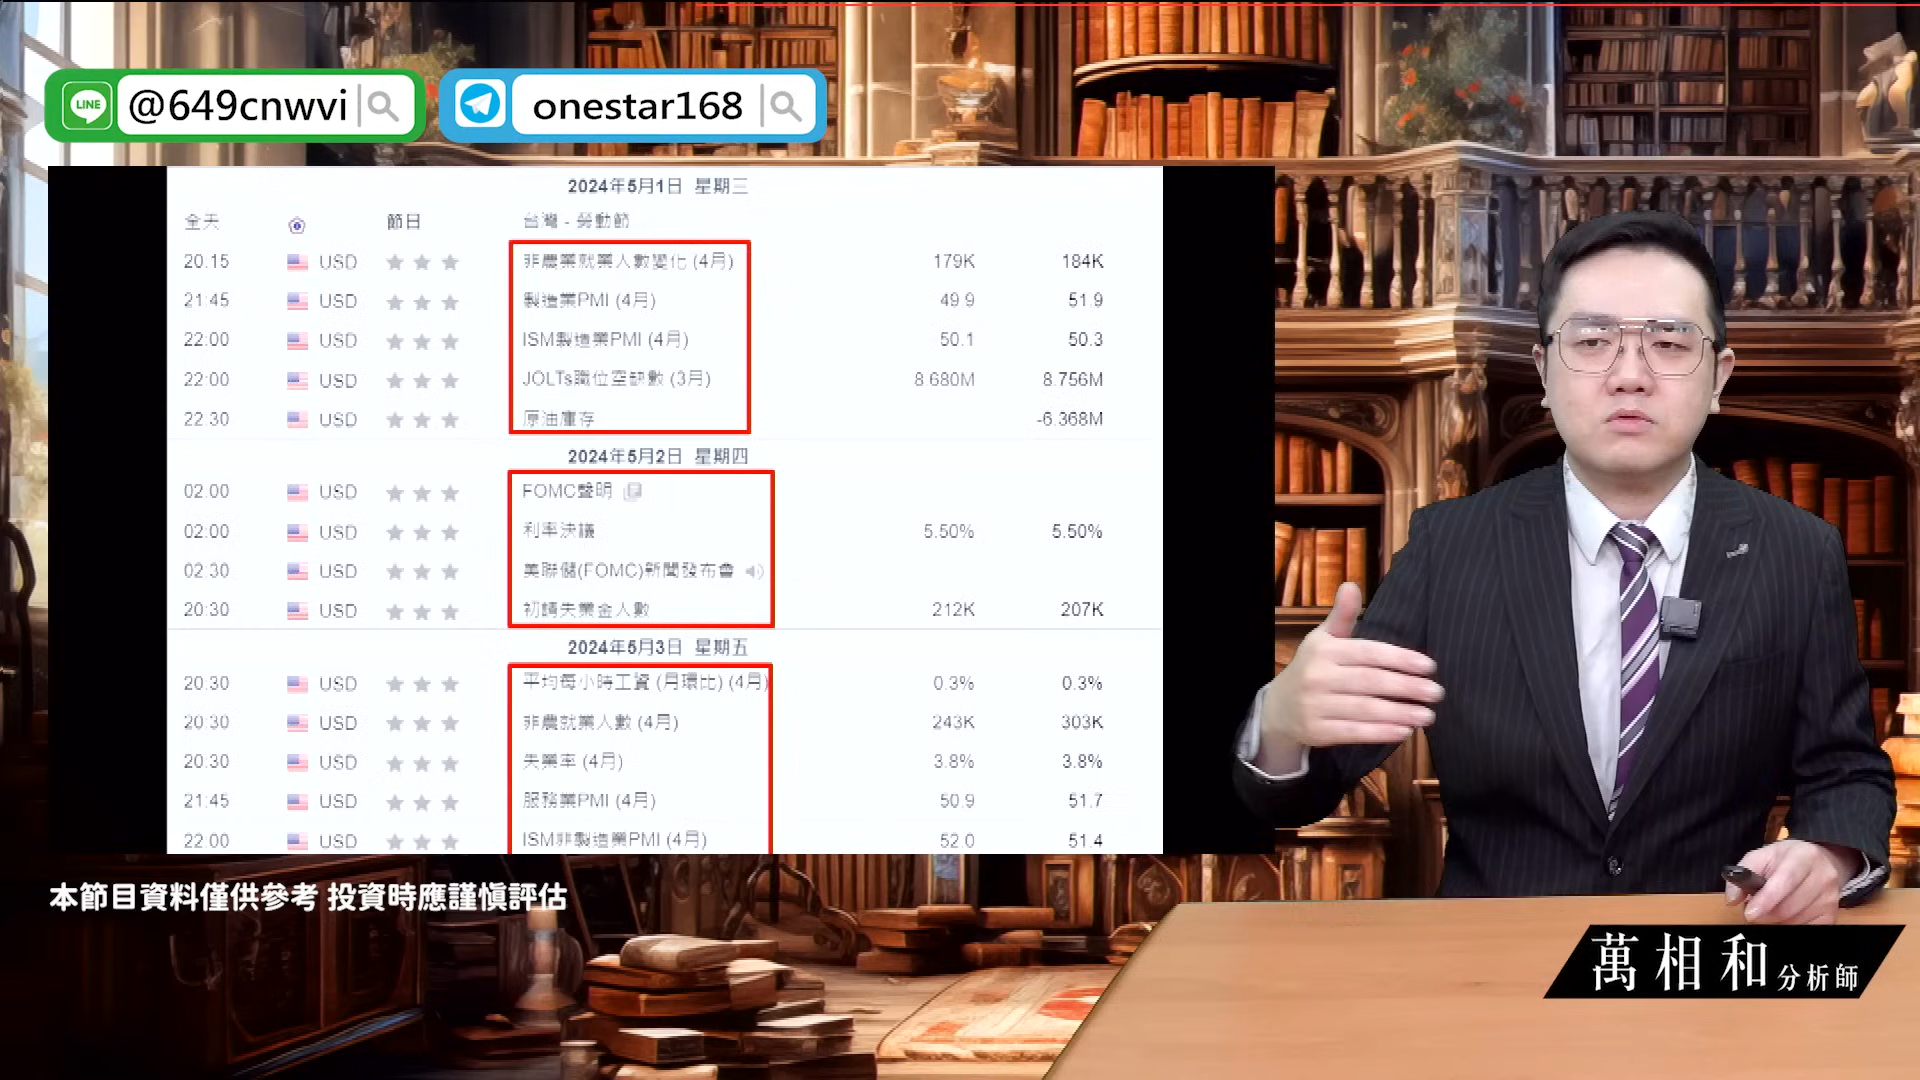 LINE @649cnwvi
onestar168
2024年5月1日 星期三
全天 節日 台灣 - 勞動節
20:15 USD 非農業就業人數變化 (4月) 179K 184K
21:45 USD 製造業PMI (4月) 49.9 51.9
22:00 USD ISM製造業PMI (4月) 50.1 50.3
22:00 USD JOLTs職位空缺數 (3月) 8.680M 8.756M
22:30 USD 原油庫存 -6.368M
2024年5月2日 星期四
02:00 USD FOMC聲明
02:00 USD 利率決議 5.50% 5.50%
02:30 USD 美聯儲(FOMC)新聞發布會
20:30 USD 初請失業金人數 212K 207K
2024年5月3日 星期五
20:30 USD 平均每小時工資 (月環比) (4月) 0.3% 0.3%
20:30 USD 非農就業人數 (4月) 243K 303K
20:30 USD 失業率 (4月) 3.8% 3.8%
21:45 USD 服務業PMI (4月) 50.9 51.7
22:00 USD ISM非製造業PMI (4月) 52.0 51.4
本節目資料僅供參考 投資時應謹慎評估
萬相和分析師